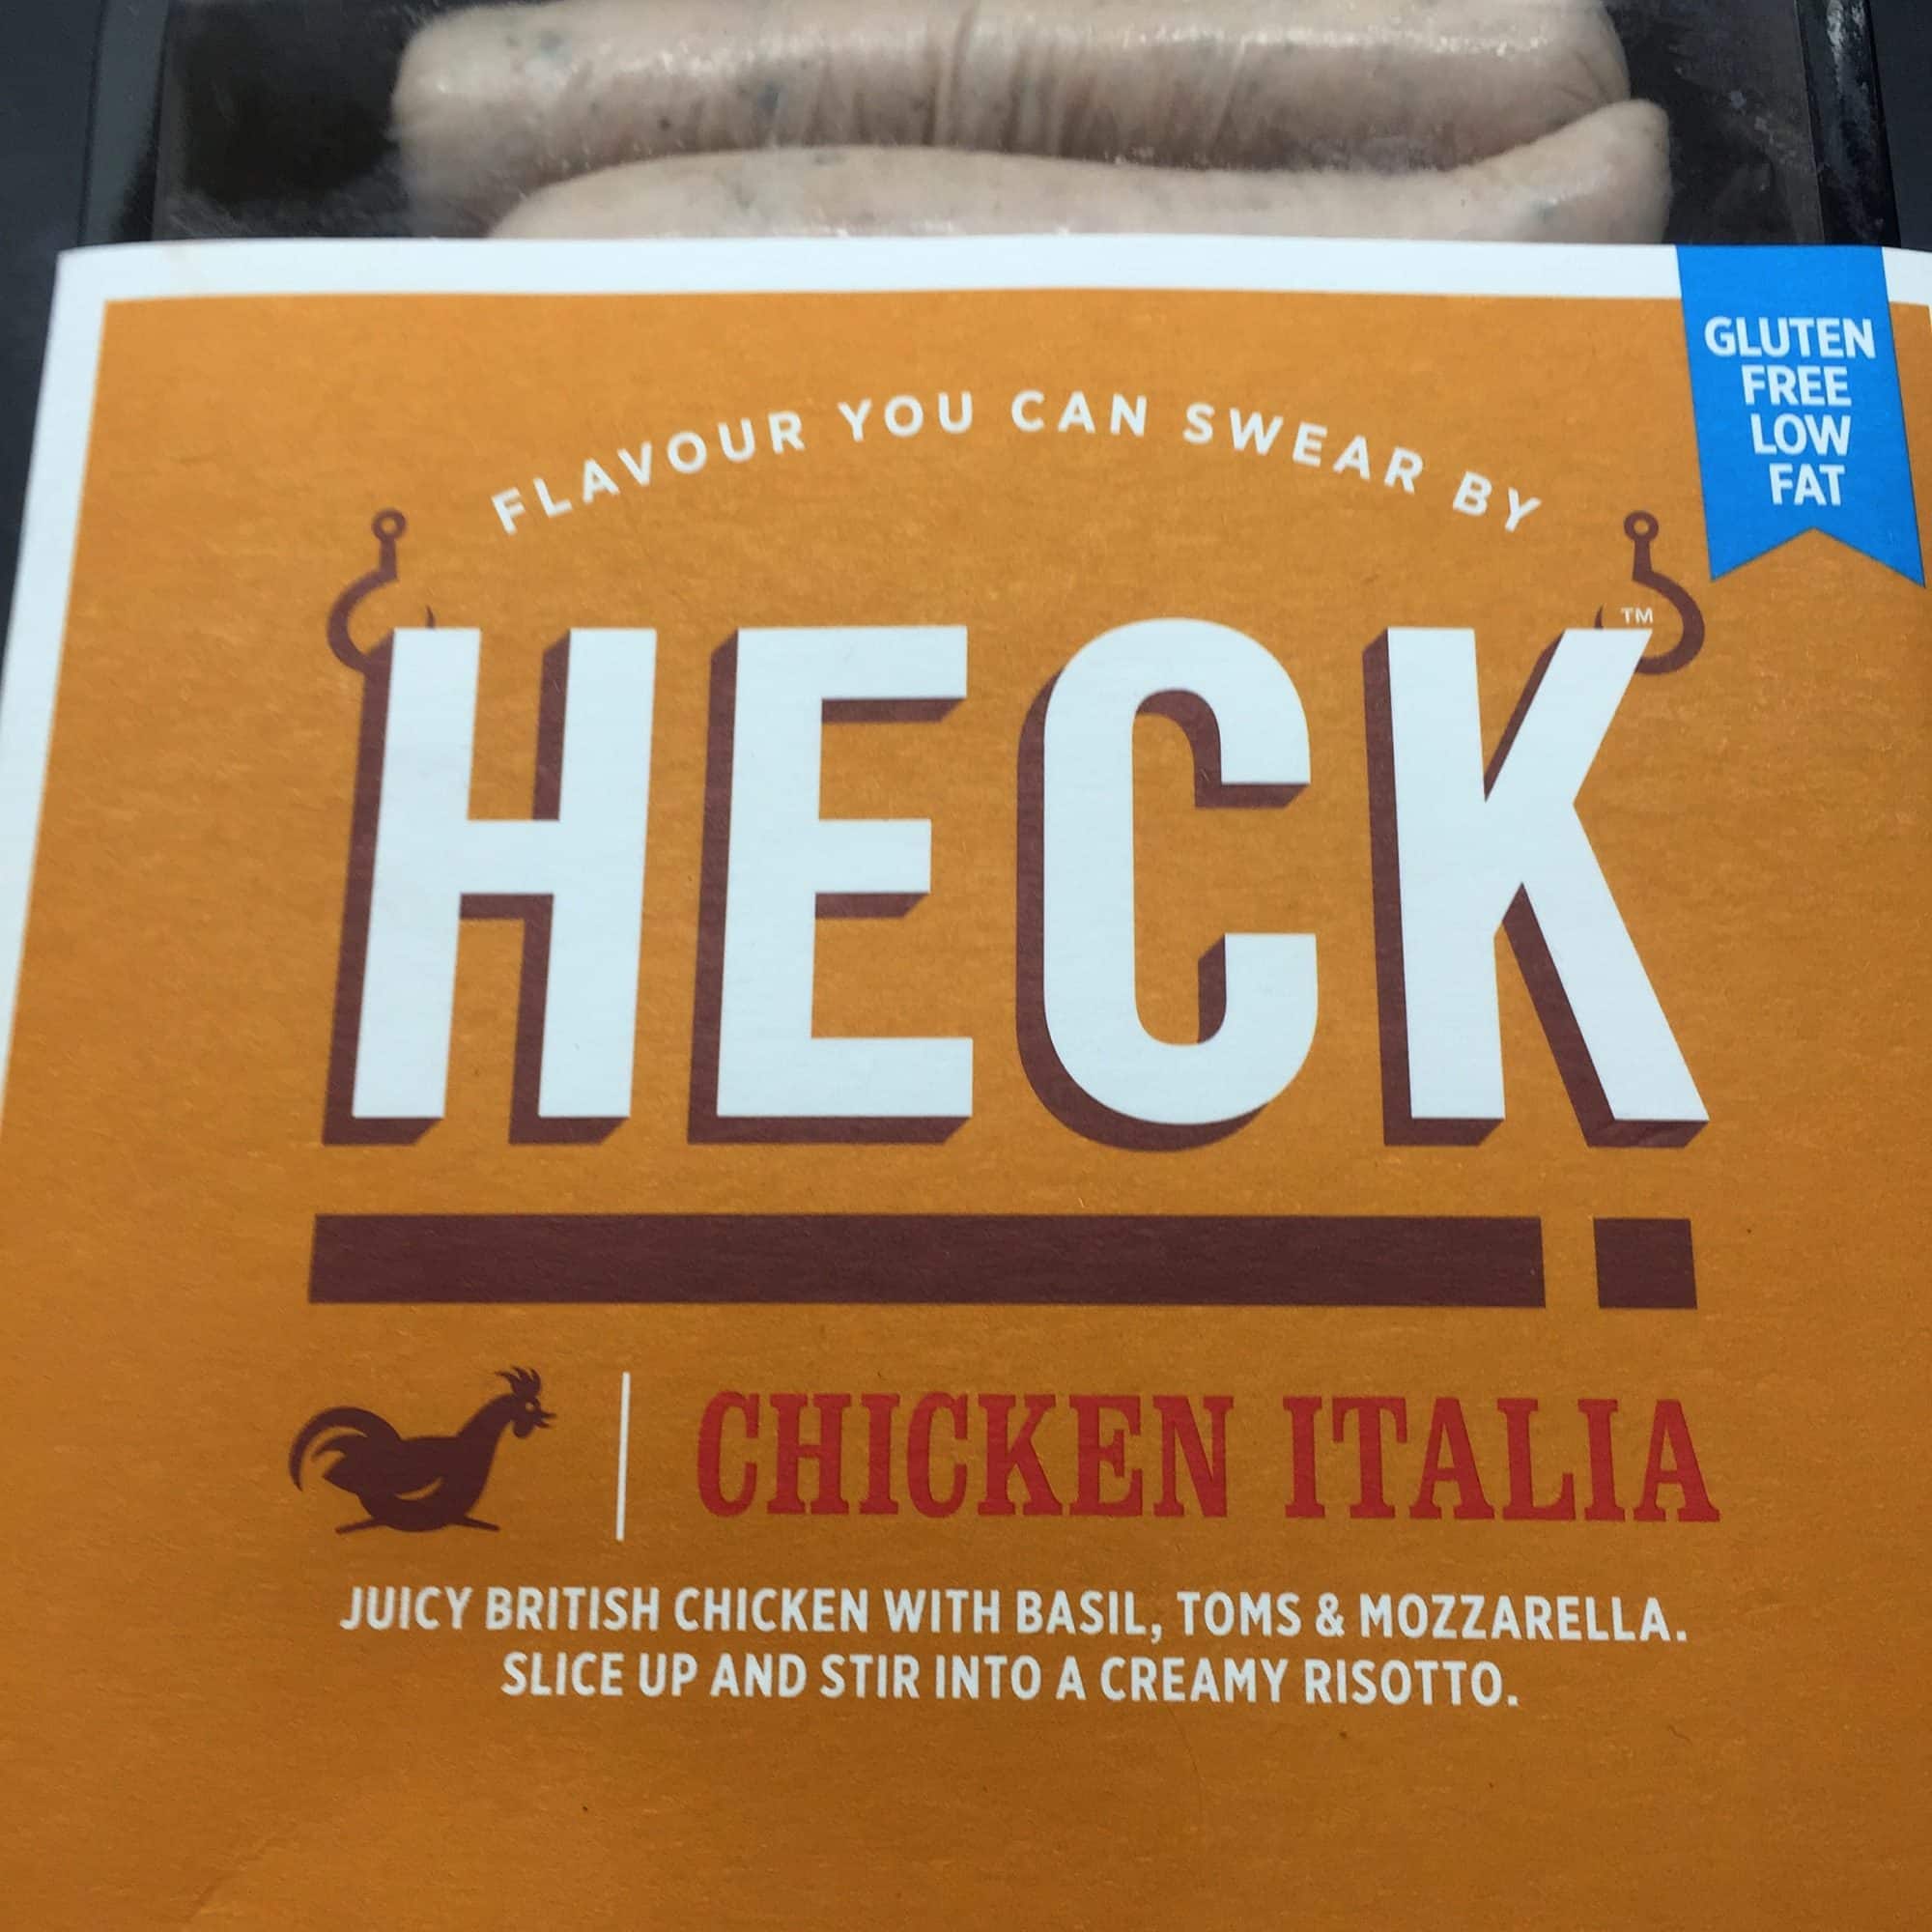 GLUTEN
FREE
LOW
FAT
FLAVOUR YOU CAN SWEAR BY
HECK™
CHICKEN ITALIA
JUICY BRITISH CHICKEN WITH BASIL, TOMS & MOZZARELLA.
SLICE UP AND STIR INTO A CREAMY RISOTTO.